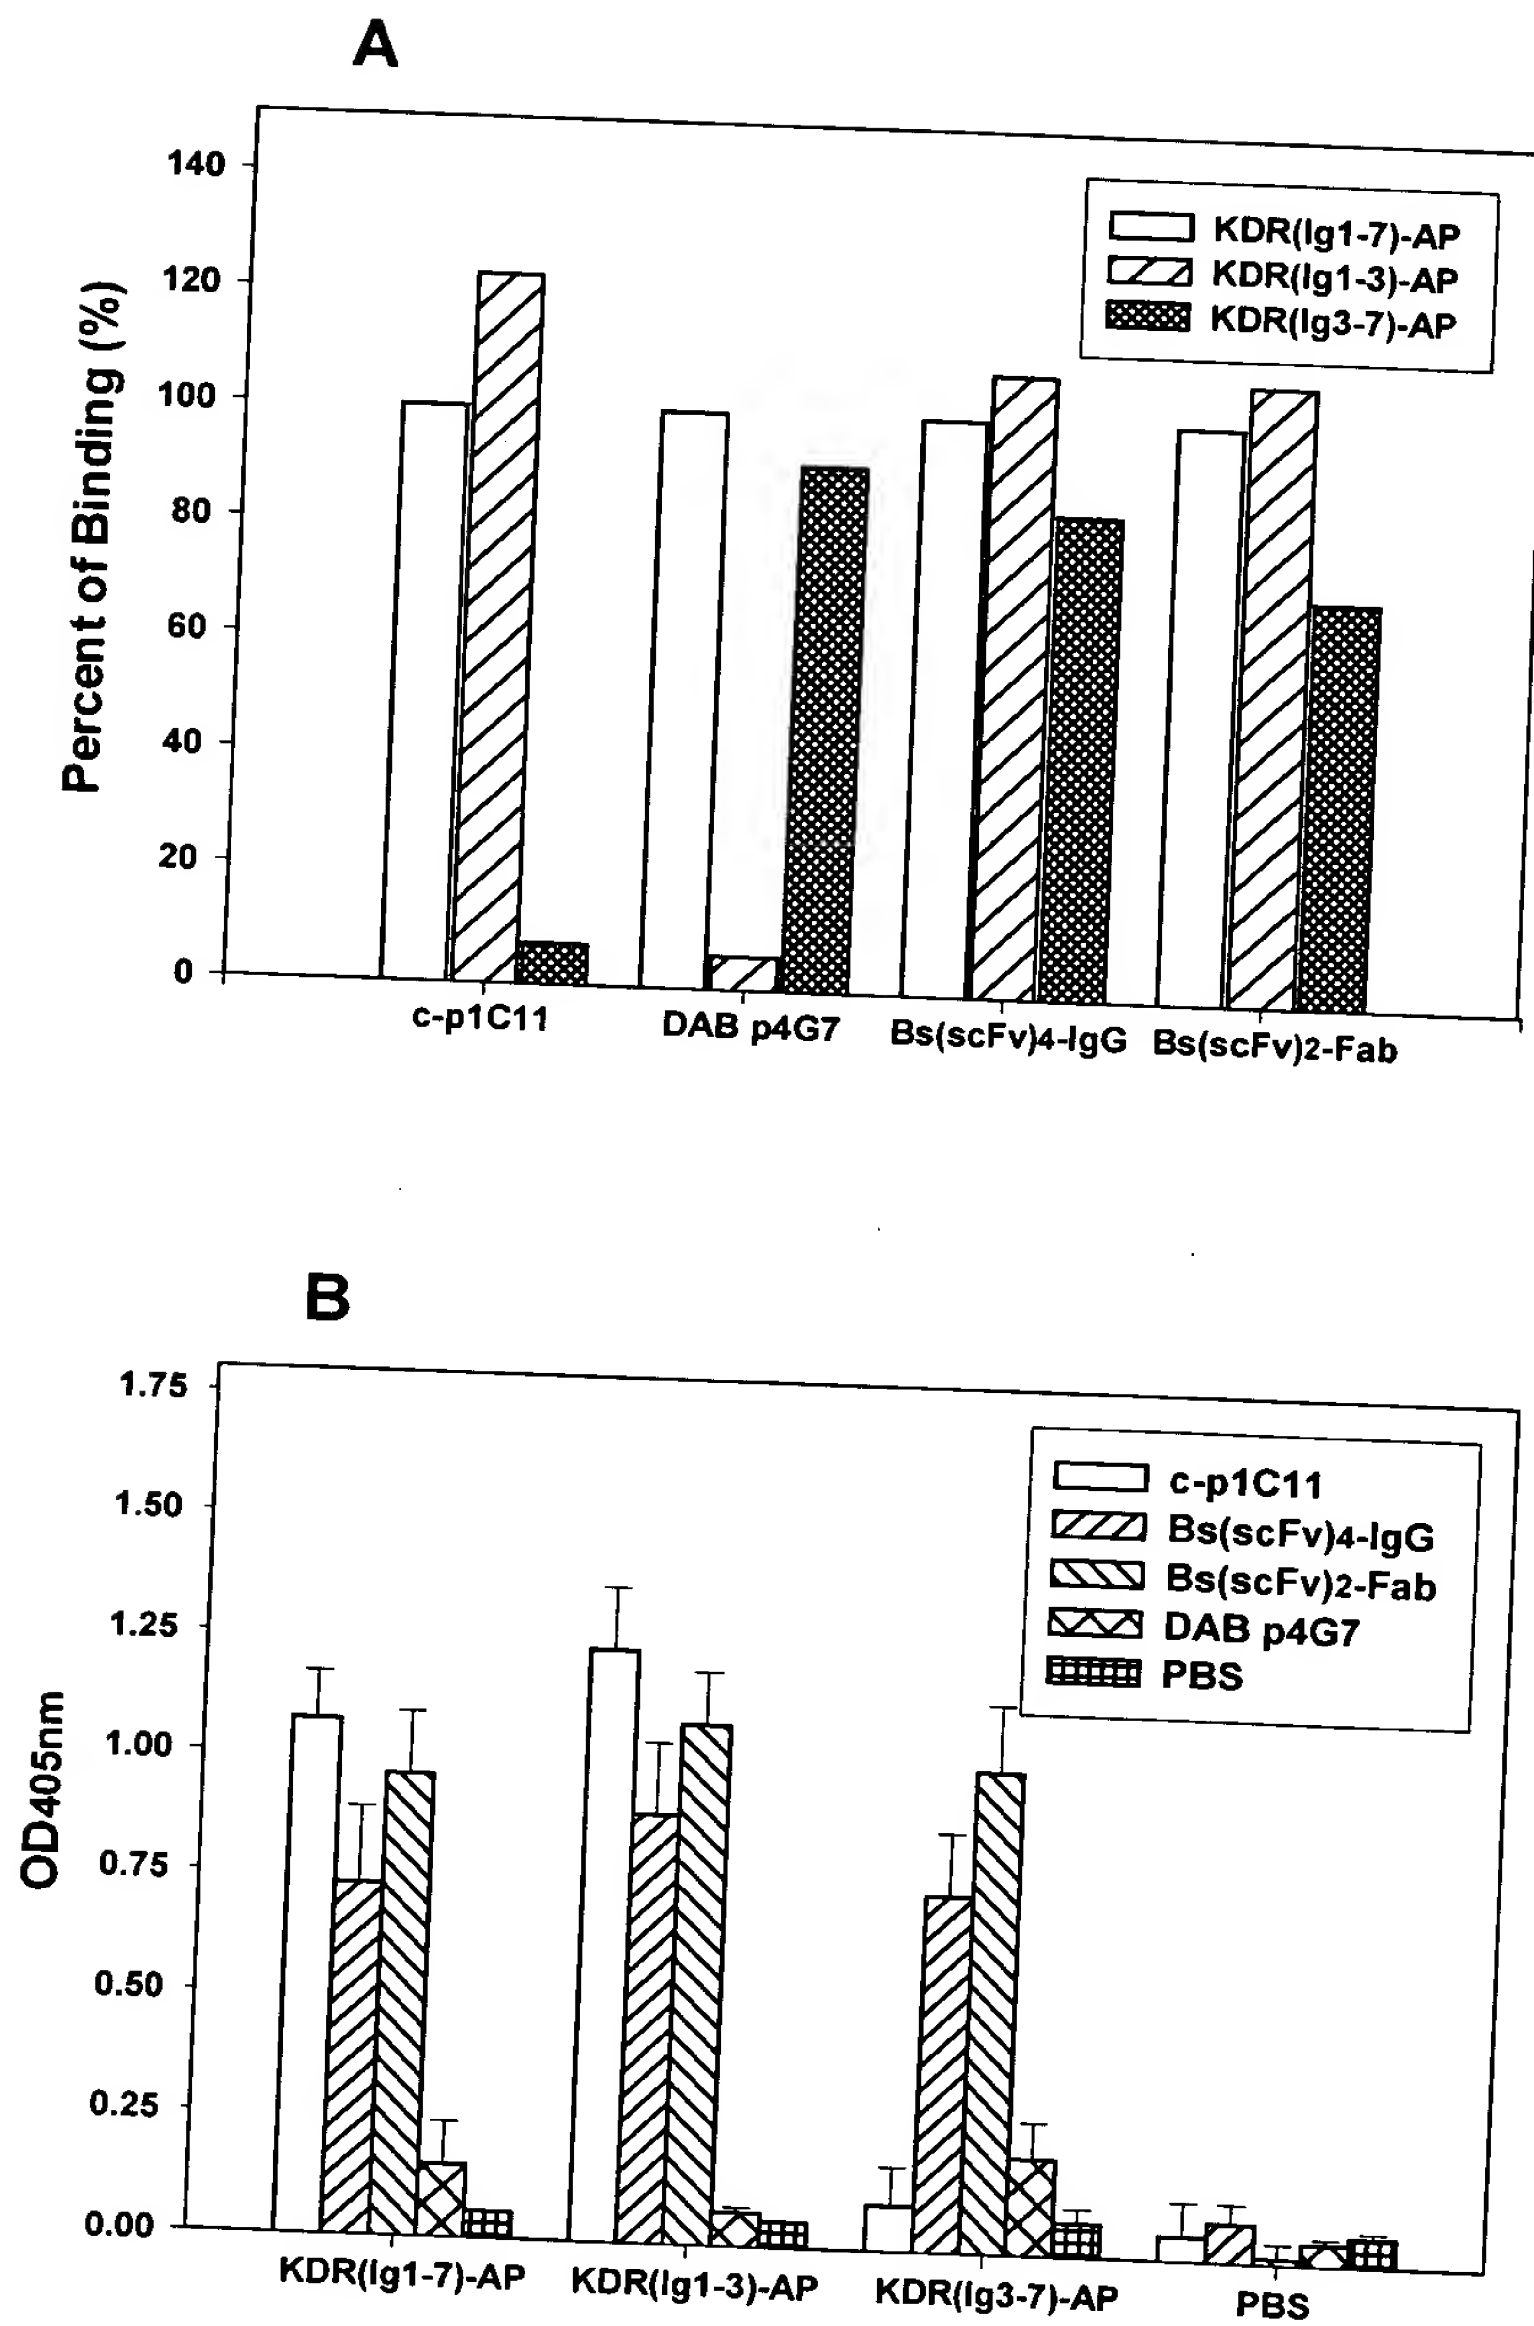 A
140
120
100
80
60
40
20
0
Percent of Binding (%)
KDR(Ig1-7)-AP
KDR(Ig1-3)-AP
KDR(Ig3-7)-AP
c-p1C11
DAB p4G7
Bs(scFv)4-IgG
Bs(scFv)2-Fab
B
1.75
1.50
1.25
1.00
0.75
0.50
0.25
0.00
OD405nm
c-p1C11
Bs(scFv)4-IgG
Bs(scFv)2-Fab
DAB p4G7
PBS
KDR(Ig1-7)-AP
KDR(Ig1-3)-AP
KDR(Ig3-7)-AP
PBS